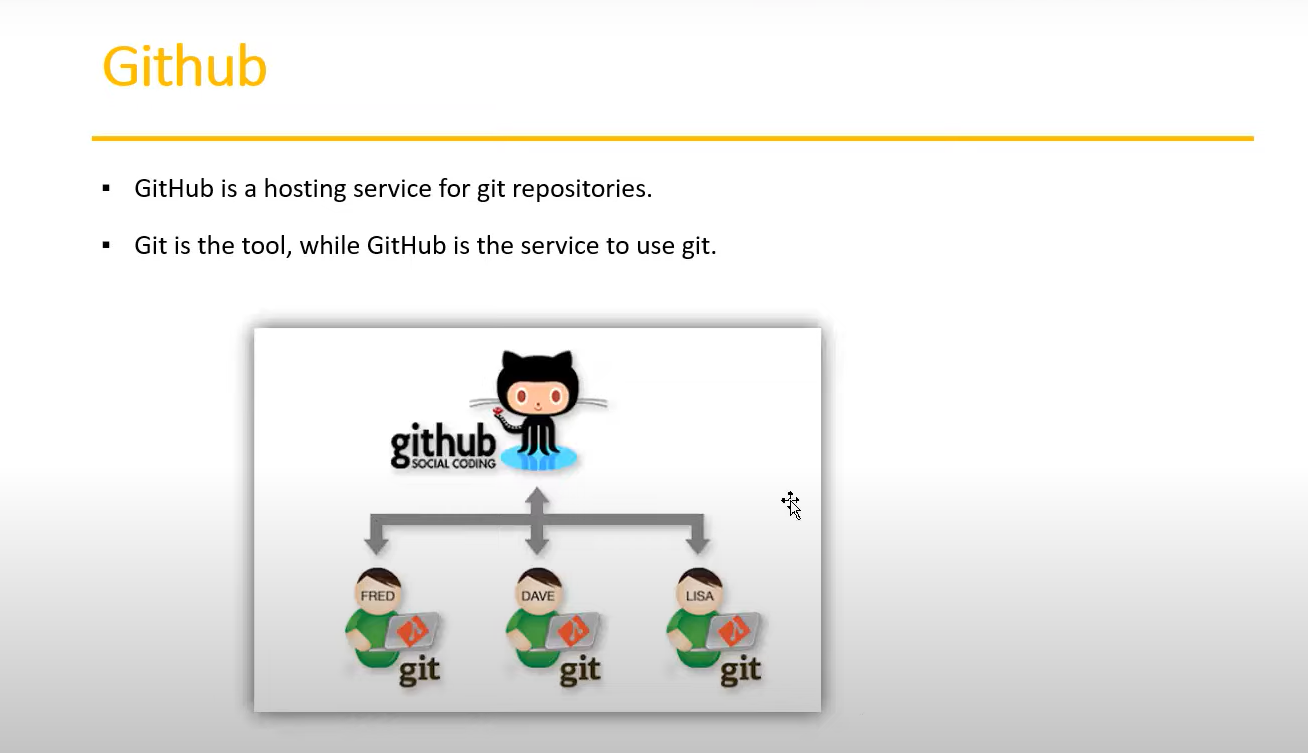 Github
▪ GitHub is a hosting service for git repositories.
▪ Git is the tool, while GitHub is the service to use git.
github
SOCIAL CODING
FRED DAVE LISA
git git git